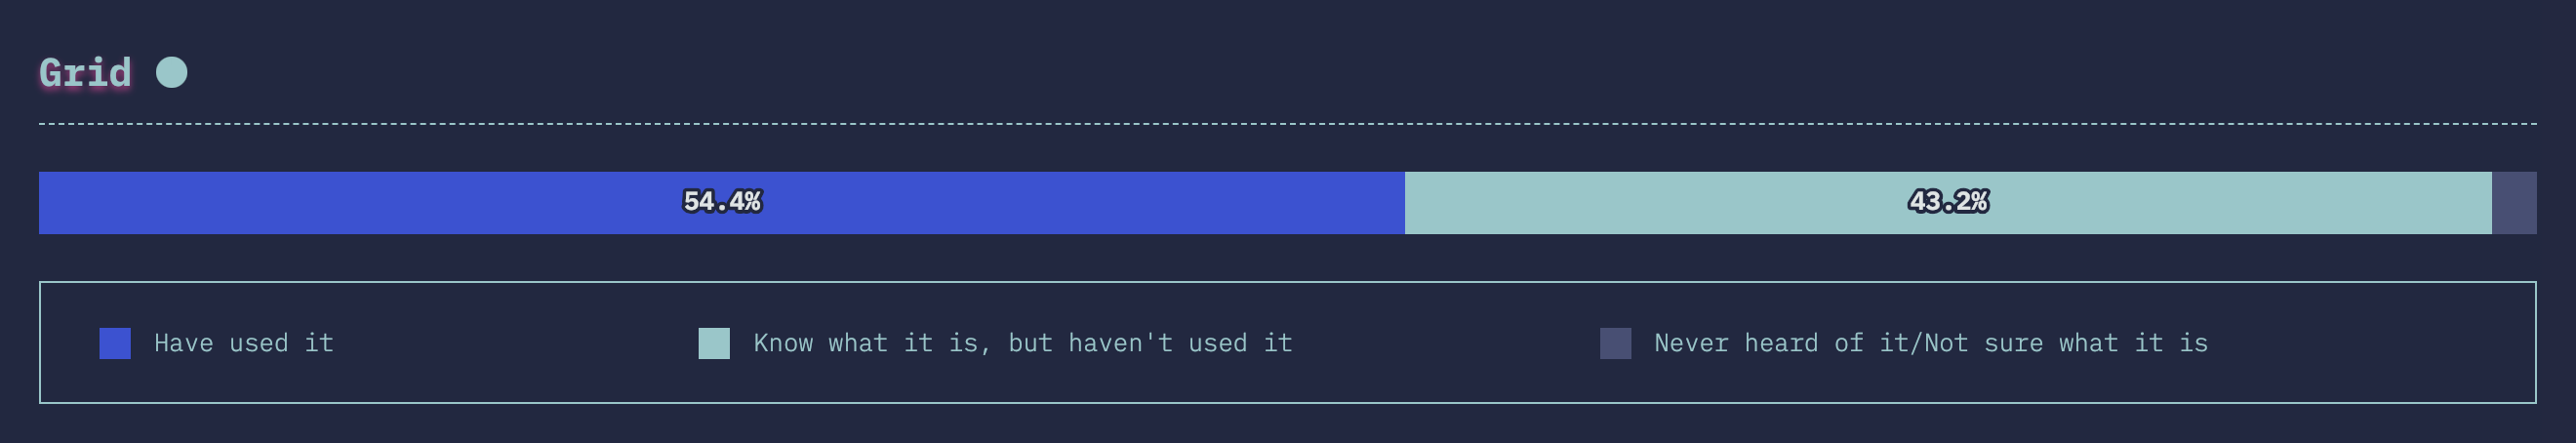 Grid
54.4% 43.2%
Have used it Know what it is, but haven't used it Never heard of it/Not sure what it is